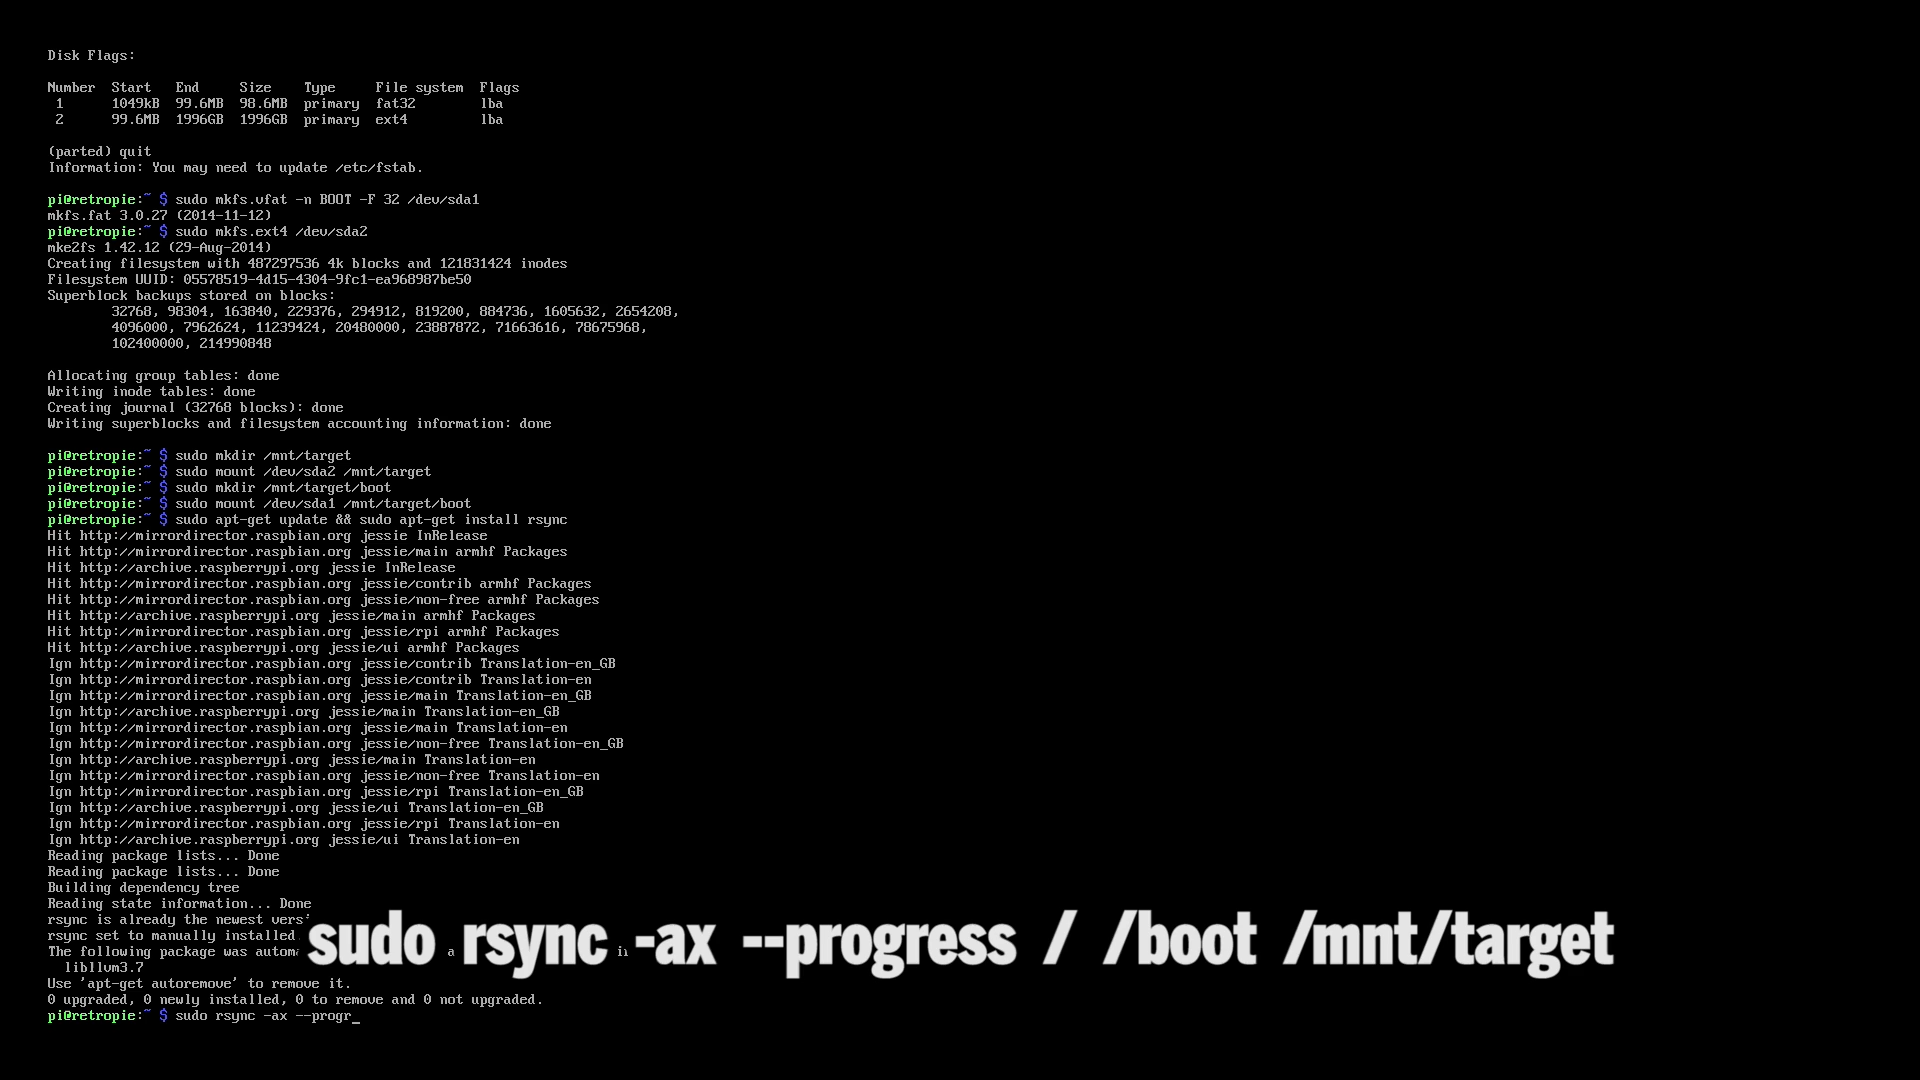 Disk Flags:
Number  Start   End     Size    Type     File system  Flags
1      1049kB  99.6MB  98.6MB  primary  fat32        lba
2      99.6MB  1996GB  1996GB  primary  ext4         lba
(parted) quit
Information: You may need to update /etc/fstab.
pi@retropie:~ $ sudo mkfs.vfat -n BOOT -F 32 /dev/sda1
mkfs.fat 3.0.27 (2014-11-12)
pi@retropie:~ $ sudo mkfs.ext4 /dev/sda2
mke2fs 1.42.12 (29-Aug-2014)
Creating filesystem with 487297536 4k blocks and 121831424 inodes
Filesystem UUID: 05578519-4d15-4304-9fc1-ea968987be50
Superblock backups stored on blocks:
32768, 98304, 163840, 229376, 294912, 819200, 884736, 1605632, 2654208,
4096000, 7962624, 11239424, 20480000, 23887872, 71663616, 78675968,
102400000, 214990848
Allocating group tables: done
Writing inode tables: done
Creating journal (32768 blocks): done
Writing superblocks and filesystem accounting information: done
pi@retropie:~ $ sudo mkdir /mnt/target
pi@retropie:~ $ sudo mount /dev/sda2 /mnt/target
pi@retropie:~ $ sudo mkdir /mnt/target/boot
pi@retropie:~ $ sudo mount /dev/sda1 /mnt/target/boot
pi@retropie:~ $ sudo apt-get update && sudo apt-get install rsync
Hit http://mirrordirector.raspbian.org jessie InRelease
Hit http://mirrordirector.raspbian.org jessie/main armhf Packages
Hit http://archive.raspberrypi.org jessie InRelease
Hit http://mirrordirector.raspbian.org jessie/contrib armhf Packages
Hit http://mirrordirector.raspbian.org jessie/non-free armhf Packages
Hit http://archive.raspberrypi.org jessie/main armhf Packages
Hit http://mirrordirector.raspbian.org jessie/rpi armhf Packages
Hit http://archive.raspberrypi.org jessie/ui armhf Packages
Ign http://mirrordirector.raspbian.org jessie/contrib Translation-en_GB
Ign http://mirrordirector.raspbian.org jessie/contrib Translation-en
Ign http://mirrordirector.raspbian.org jessie/main Translation-en_GB
Ign http://archive.raspberrypi.org jessie/main Translation-en_GB
Ign http://mirrordirector.raspbian.org jessie/main Translation-en
Ign http://mirrordirector.raspbian.org jessie/non-free Translation-en_GB
Ign http://archive.raspberrypi.org jessie/main Translation-en
Ign http://mirrordirector.raspbian.org jessie/non-free Translation-en
Ign http://mirrordirector.raspbian.org jessie/rpi Translation-en_GB
Ign http://archive.raspberrypi.org jessie/ui Translation-en_GB
Ign http://mirrordirector.raspbian.org jessie/rpi Translation-en
Ign http://archive.raspberrypi.org jessie/ui Translation-en
Reading package lists... Done
Reading package lists... Done
Building dependency tree
Reading state information... Done
rsync is already the newest
rsync set to manually installed
The following package was
sudo rsync -ax --progress / /boot /mnt/target
libllvm3.7
Use 'apt-get autoremove' to remove it.
0 upgraded, 0 newly installed, 0 to remove and 0 not upgraded.
pi@retropie:~ $ sudo rsync -ax --progr_